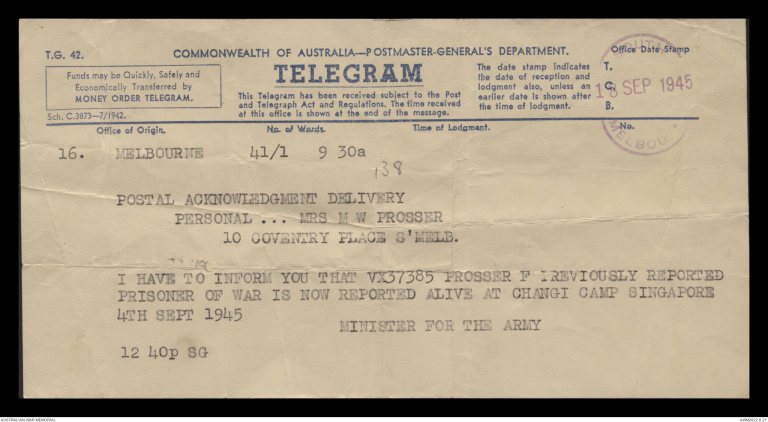 T.G. 42.
COMMONWEALTH OF AUSTRALIA—POSTMASTER-GENERAL'S DEPARTMENT.
Office Date Stamp
Funds may be Quickly, Safely and
Economically Transferred by
MONEY ORDER TELEGRAM.
Sch. C.3873—7/1942.
TELEGRAM
This Telegram has been received subject to the Post
and Telegraph Act and Regulations. The time received
at this office is shown at the end of the message.
The date stamp indicates
the date of reception and
lodgment also, unless an
earlier date is shown after
the time of lodgment.
T.
C.
B.
SOUTH
SEP 1945
MELBOU
Office of Origin. No. of Words. Time of Lodgment. No.
16. MELBOURNE 41/1 9 30a
138
POSTAL ACKNOWLEDGMENT DELIVERY
PERSONAL ... MRS M W PROSSER
10 COVENTRY PLACE S'MELB.
I HAVE TO INFORM YOU THAT VX37385 PROSSER F IREVIOUSLY REPORTED
PRISONER OF WAR IS NOW REPORTED ALIVE AT CHANGI CAMP SINGAPORE
4TH SEPT 1945
MINISTER FOR THE ARMY
12 40p SG
AUSTRALIAN WAR MEMORIAL